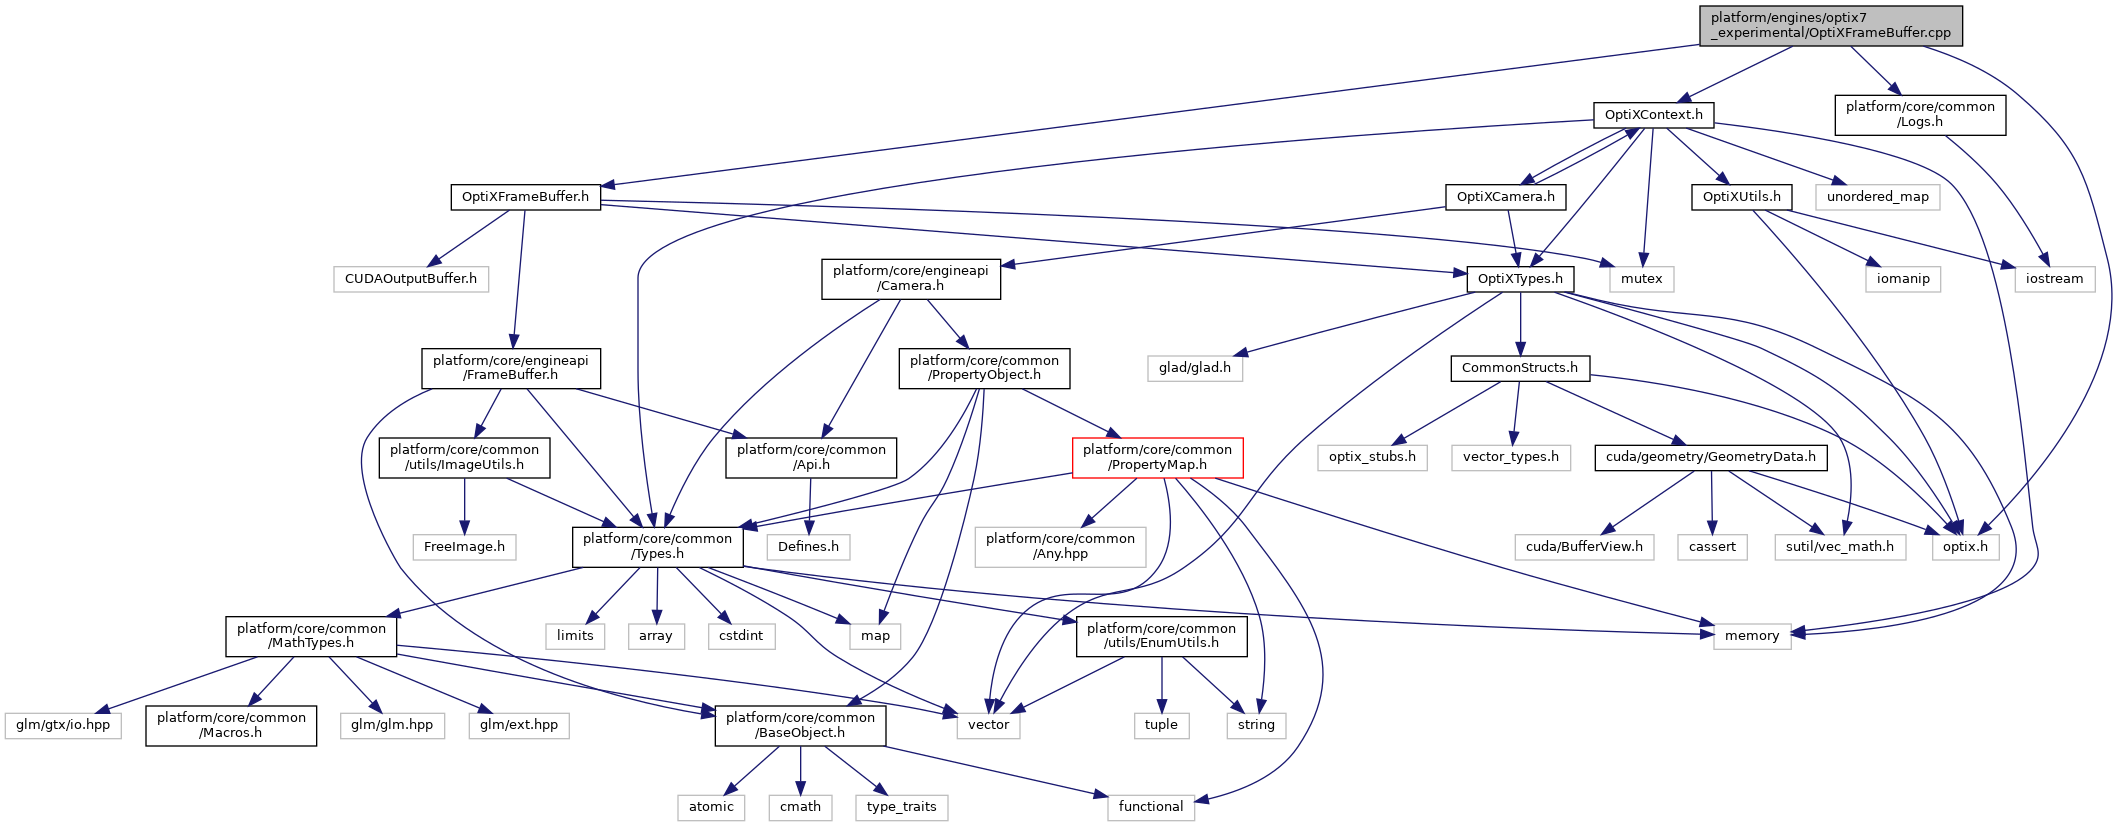 platform/engines/optix7
_experimental/OptiXFrameBuffer.cpp
OptiXContext.h
platform/core/common
/Logs.h
OptiXFrameBuffer.h
OptiXCamera.h
OptiXUtils.h
unordered_map
CUDAOutputBuffer.h
platform/core/engineapi
/Camera.h
OptiXTypes.h
mutex
iomanip
iostream
platform/core/engineapi
/FrameBuffer.h
platform/core/common
/PropertyObject.h
glad/glad.h
CommonStructs.h
platform/core/common
/utils/ImageUtils.h
platform/core/common
/Api.h
platform/core/common
/PropertyMap.h
optix_stubs.h
vector_types.h
cuda/geometry/GeometryData.h
FreeImage.h
platform/core/common
/Types.h
Defines.h
platform/core/common
/Any.hpp
cuda/BufferView.h
cassert
sutil/vec_math.h
optix.h
platform/core/common
/MathTypes.h
limits
array
cstdint
map
platform/core/common
/utils/EnumUtils.h
memory
glm/gtx/io.hpp
platform/core/common
/Macros.h
glm/glm.hpp
glm/ext.hpp
platform/core/common
/BaseObject.h
vector
tuple
string
atomic
cmath
type_traits
functional